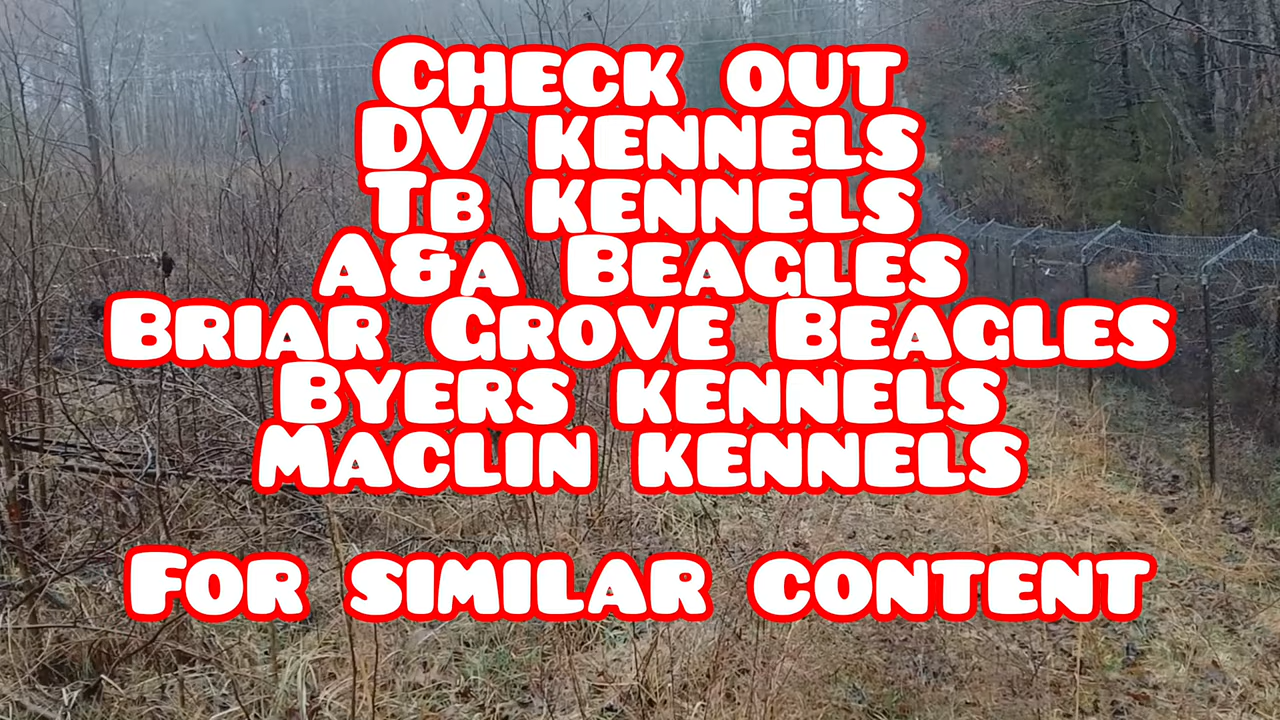 Check out
DV kennels
Tb kennels
A&A Beagles
Briar Grove Beagles
Byers kennels
Maclin kennels
For similar content